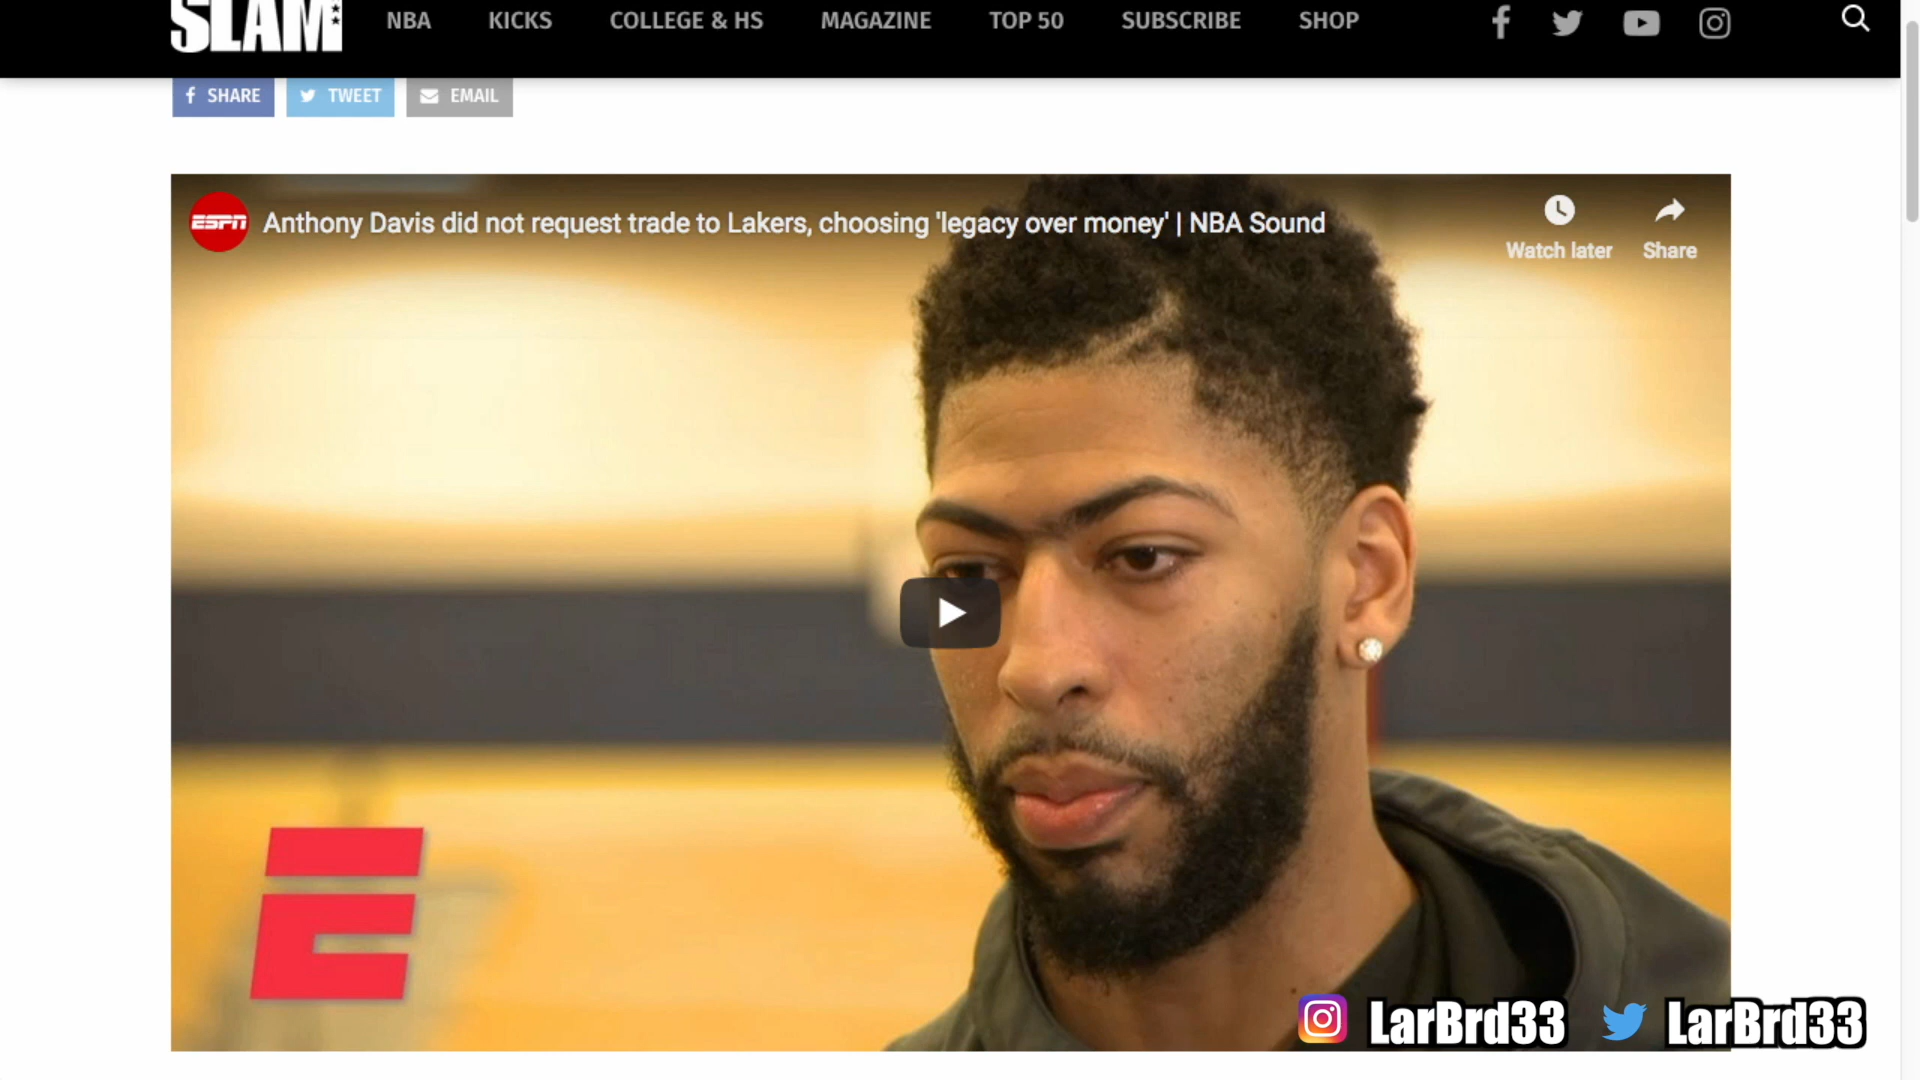 SLAM
NBA KICKS COLLEGE & HS MAGAZINE TOP 50 SUBSCRIBE SHOP
SHARE TWEET EMAIL
ESPN Anthony Davis did not request trade to Lakers, choosing 'legacy over money' | NBA Sound
Watch later Share
E
LarBrd33 LarBrd33